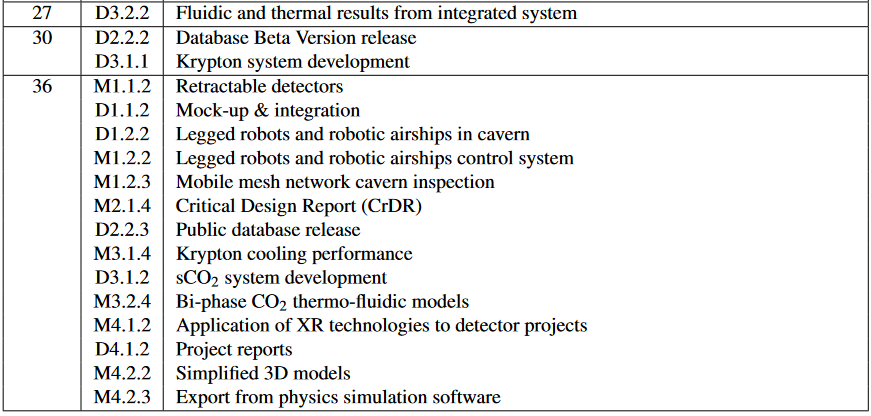 27 D3.2.2 Fluidic and thermal results from integrated system
30 D2.2.2 Database Beta Version release
D3.1.1 Krypton system development
36 M1.1.2 Retractable detectors
D1.1.2 Mock-up & integration
D1.2.2 Legged robots and robotic airships in cavern
M1.2.2 Legged robots and robotic airships control system
M1.2.3 Mobile mesh network cavern inspection
M2.1.4 Critical Design Report (CrDR)
D2.2.3 Public database release
M3.1.4 Krypton cooling performance
D3.1.2 sCO₂ system development
M3.2.4 Bi-phase CO₂ thermo-fluidic models
M4.1.2 Application of XR technologies to detector projects
D4.1.2 Project reports
M4.2.2 Simplified 3D models
M4.2.3 Export from physics simulation software